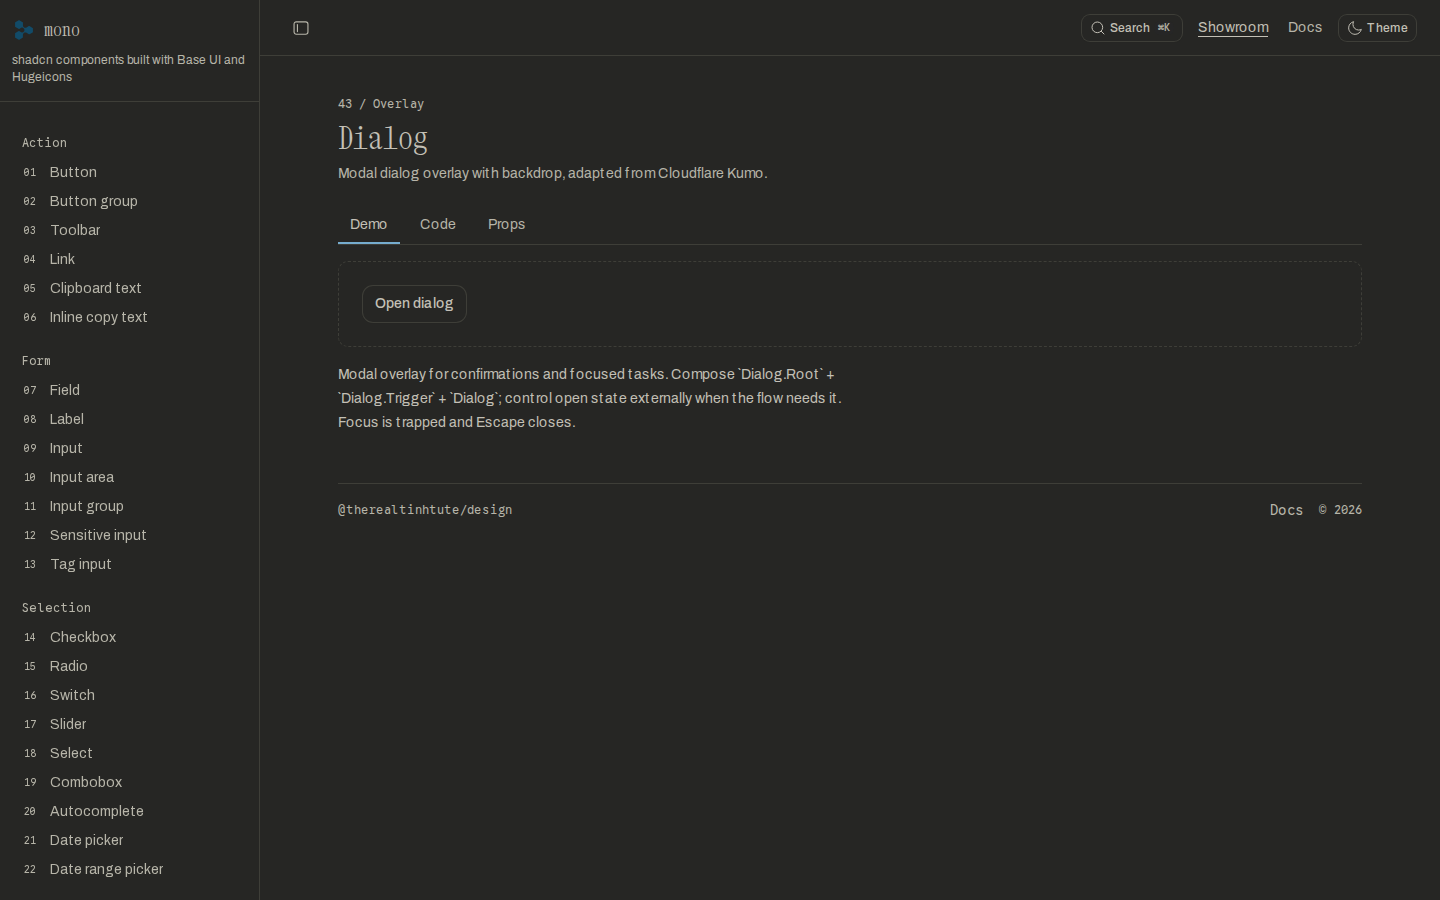 mono
shadcn components built with Base UI and
Hugeicons
Action
01 Button
02 Button group
03 Toolbar
04 Link
05 Clipboard text
06 Inline copy text
Form
07 Field
08 Label
09 Input
10 Input area
11 Input group
12 Sensitive input
13 Tag input
Selection
14 Checkbox
15 Radio
16 Switch
17 Slider
18 Select
19 Combobox
20 Autocomplete
21 Date picker
22 Date range picker
Search ⌘K Showroom Docs Theme
43 / Overlay
Dialog
Modal dialog overlay with backdrop, adapted from Cloudflare Kumo.
Demo Code Props
Open dialog
Modal overlay for confirmations and focused tasks. Compose `Dialog.Root` +
`Dialog.Trigger` + `Dialog`; control open state externally when the flow needs it.
Focus is trapped and Escape closes.
@therealtinhtute/design Docs © 2026